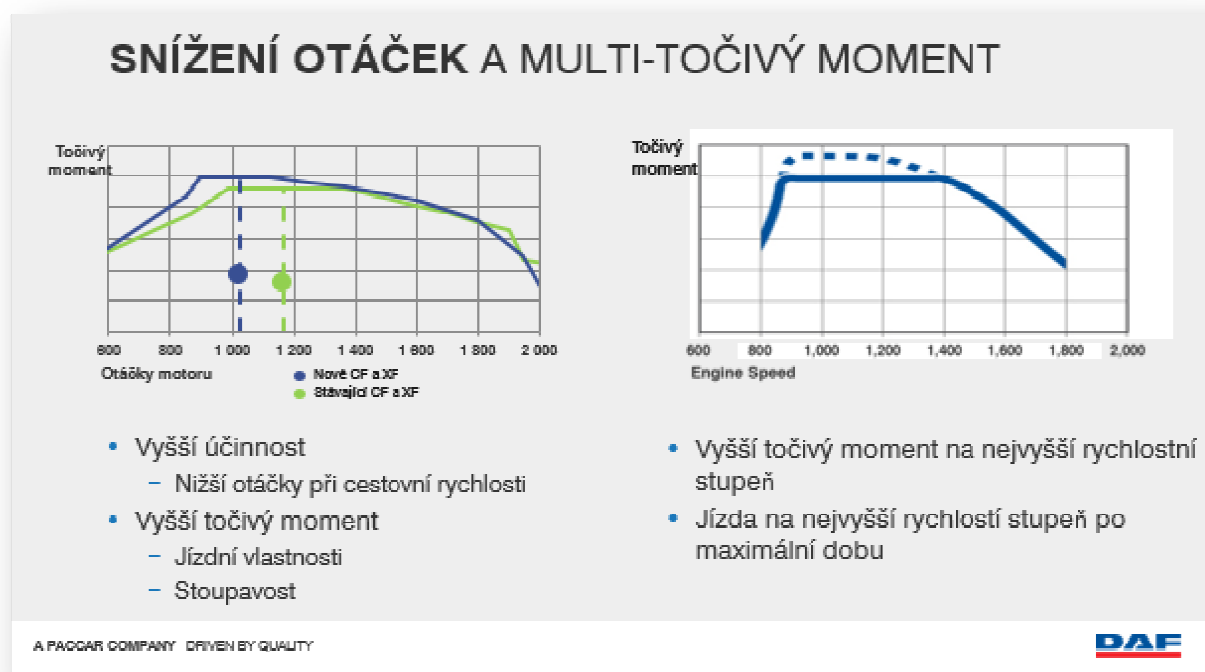 SNÍŽENÍ OTÁČEK A MULTI-TOČIVÝ MOMENT
Točivý
moment
600 800 1 000 1 200 1 400 1 600 1 800 2 000
Otáčky motoru
Nové CF a XF
Stávající CF a XF
Točivý
moment
600 800 1,000 1,200 1,400 1,600 1,800 2,000
Engine Speed
• Vyšší účinnost
– Nižší otáčky při cestovní rychlosti
• Vyšší točivý moment
– Jízdní vlastnosti
– Stoupavost
• Vyšší točivý moment na nejvyšší rychlostní
stupeň
• Jízda na nejvyšší rychlostí stupeň po
maximální dobu
A PACCAR COMPANY DRIVEN BY QUALITY
DAF